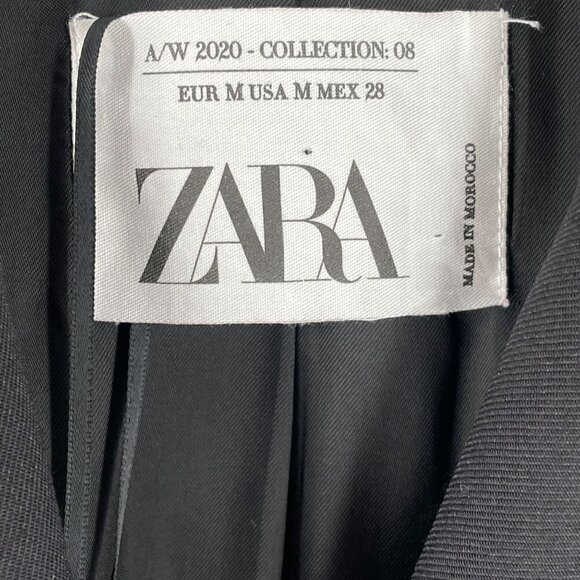 A/W 2020 - COLLECTION: 08
EUR M USA M MEX 28
ZARA
MADE IN MOROCCO